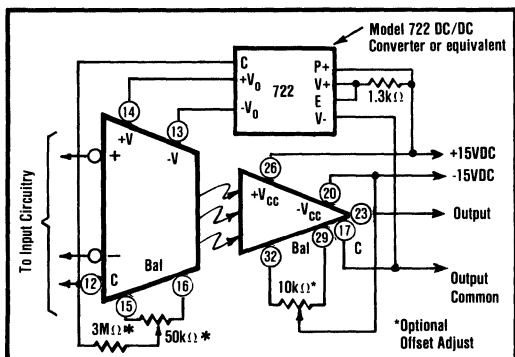 Model 722 DC/DC
Converter or equivalent
C
+Vo
-Vo
722
P+
V+
E
V-
1.3kΩ
14
13
+V
-V
+
−
12
C
Bal
15
16
To Input Circuitry
3MΩ*
50kΩ*
26
+Vcc
20
-Vcc
23
17
C
29
Bal
32
10kΩ*
+15VDC
-15VDC
Output
Output
Common
*Optional
Offset Adjust